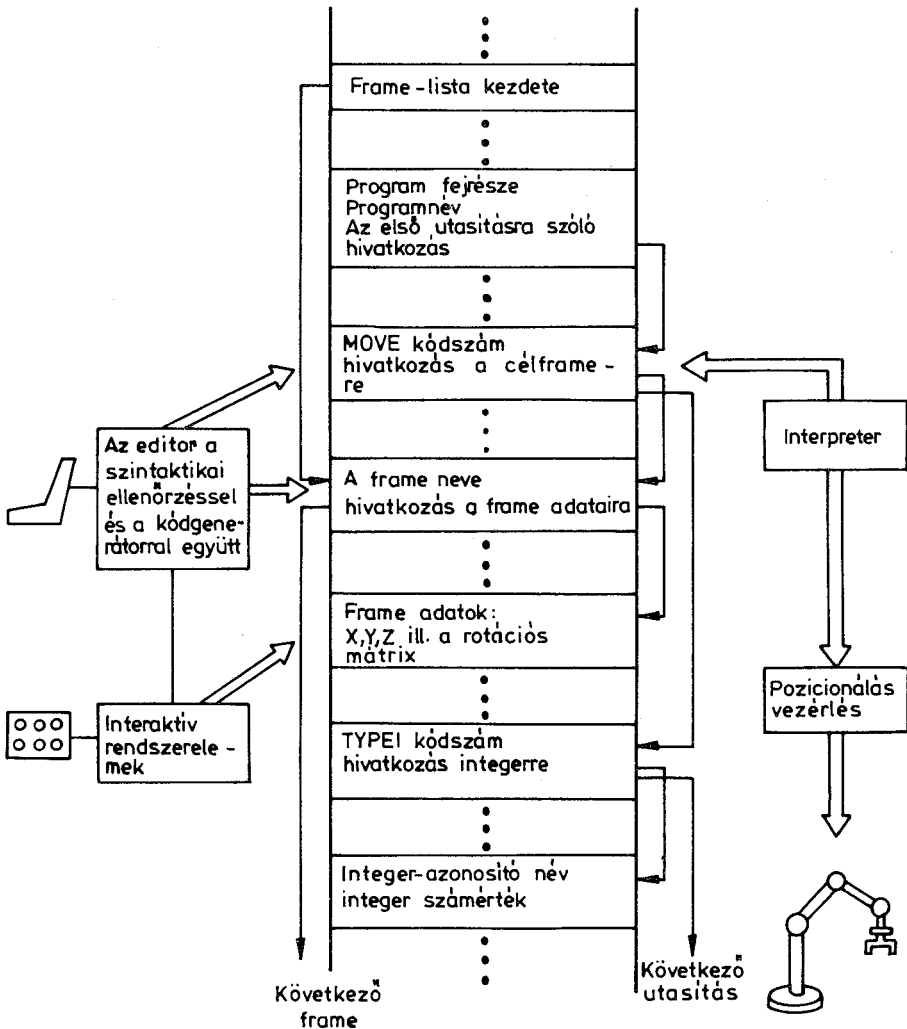 Frame-lista kezdete
Program fejrésze
Programnév
Az első utasításra szóló
hivatkozás
MOVE kódszám
hivatkozás a célframe-
re
Az editor a
szintaktikai
ellenőrzéssel
és a kódgene-
rátorral együtt
A frame neve
hivatkozás a frame adataira
Interpreter
Frame adatok:
X,Y,Z ill. a rotációs
mátrix
Interaktív
rendszerele-
mek
TYPEI kódszám
hivatkozás integerre
Pozicionálás
vezérlés
Integer-azonosító név
integer számérték
Következő
frame
Következő
utasítás